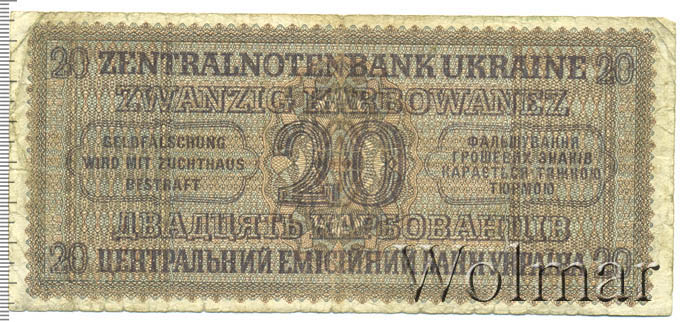 20 ZENTRALNOTENBANK UKRAINE 20
ZWANZIG KARBOWANEZ
GELDFÄLSCHUNG
WIRD MIT ZUCHTHAUS
BESTRAFT
20
ФАЛЬШУВАННЯ
ГРОШЕВИХ ЗНАКІВ
КАРАЄТЬСЯ ТЯЖКОЮ
ТЮРМОЮ
ДВАДЦЯТЬ КАРБОВАНЦІВ
20 ЦЕНТРАЛЬНИЙ ЕМІСІЙНИЙ БАНК УКРАЇНА 20
Wolmar